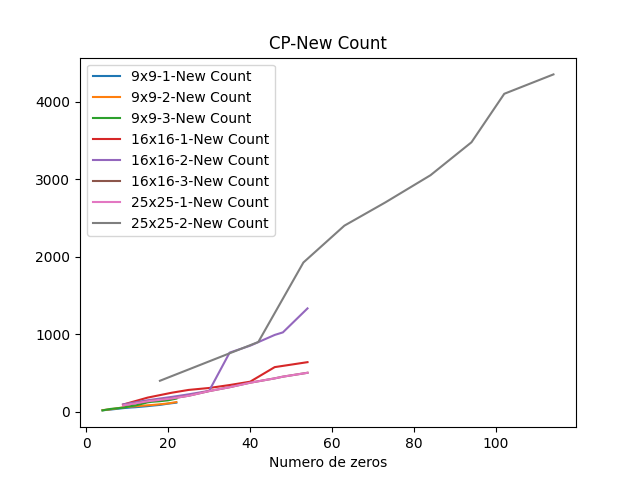 CP-New Count
9x9-1-New Count
9x9-2-New Count
9x9-3-New Count
16x16-1-New Count
16x16-2-New Count
16x16-3-New Count
25x25-1-New Count
25x25-2-New Count
4000
3000
2000
1000
0
0 20 40 60 80 100
Numero de zeros